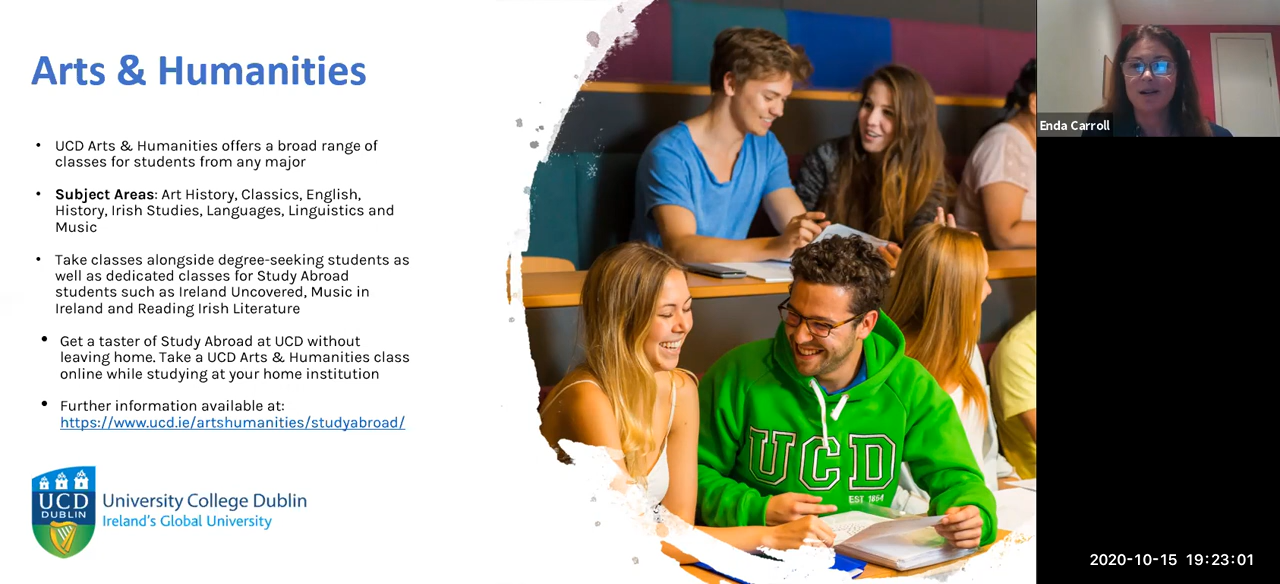 Arts & Humanities
• UCD Arts & Humanities offers a broad range of
classes for students from any major
• Subject Areas: Art History, Classics, English,
History, Irish Studies, Languages, Linguistics and
Music
• Take classes alongside degree-seeking students as
well as dedicated classes for Study Abroad
students such as Ireland Uncovered, Music in
Ireland and Reading Irish Literature
• Get a taster of Study Abroad at UCD without
leaving home. Take a UCD Arts & Humanities class
online while studying at your home institution
• Further information available at:
https://www.ucd.ie/artshumanities/studyabroad/
UCD
DUBLIN
University College Dublin
Ireland's Global University
UCD
EST 1854
Enda Carroll
2020-10-15 19:23:01